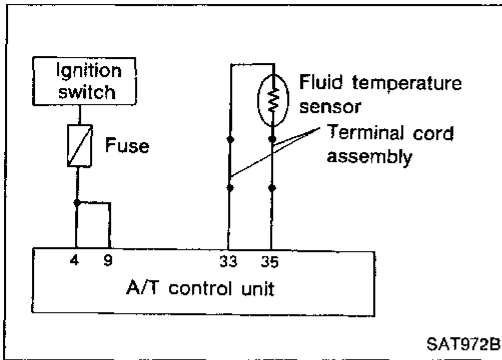 Ignition
switch
Fuse
Fluid temperature
sensor
Terminal cord
assembly
4 9 33 35
A/T control unit
SAT972B